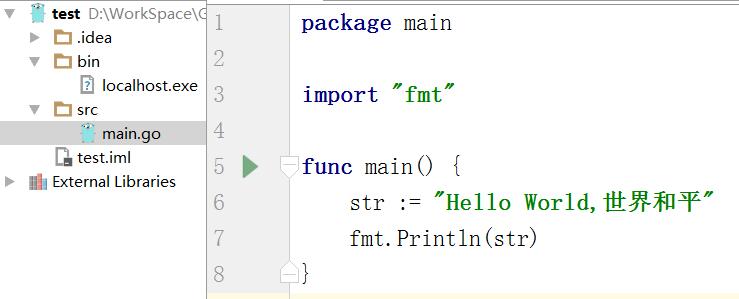 test D:\WorkSpace\G
.idea
bin
localhost.exe
src
main.go
test.iml
External Libraries
1 package main
2
3 import "fmt"
4
5 func main() {
6 str := "Hello World,世界和平"
7 fmt.Println(str)
8 }